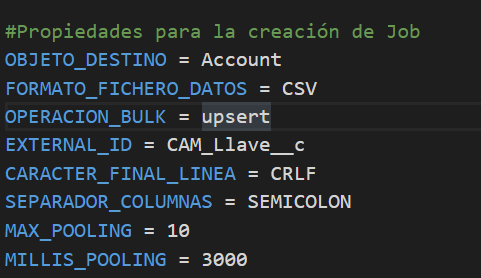 #Propiedades para la creación de Job
OBJETO_DESTINO = Account
FORMATO_FICHERO_DATOS = CSV
OPERACION_BULK = upsert
EXTERNAL_ID = CAM_Llave__c
CARACTER_FINAL_LINEA = CRLF
SEPARADOR_COLUMNAS = SEMICOLON
MAX_POOLING = 10
MILLIS_POOLING = 3000